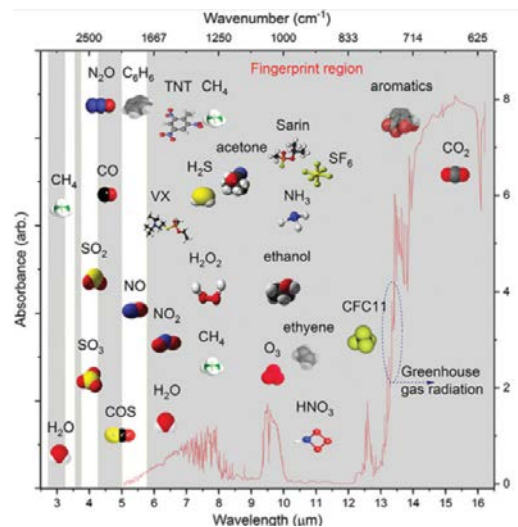 Wavenumber (cm⁻¹)
2500 1667 1250 1000 833 714 625
Fingerprint region
N₂O C₆H₆ TNT CH₄ aromatics
Sarin
acetone SF₆ CO₂
CH₄ CO H₂S
VX NH₃
SO₂ H₂O₂ ethanol
NO CFC11
NO₂ ethyene
SO₃ CH₄ O₃
Greenhouse
gas radiation
H₂O COS H₂O HNO₃
Absorbance (arb.)
8
6
4
2
0
3 4 5 6 7 8 9 10 11 12 13 14 15 16
Wavelength (μm)